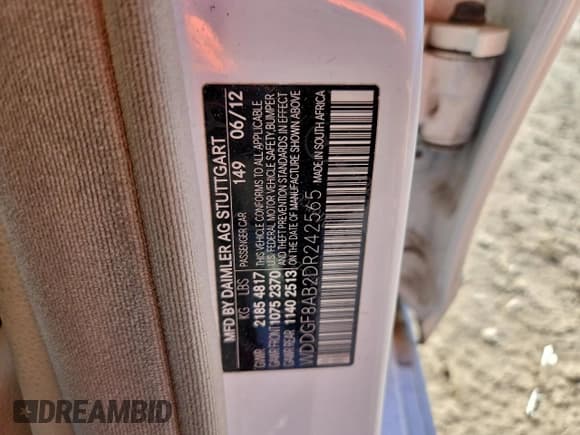 MFD BY DAIMLER AG STUTTGART
PASSENGER CAR 149 06/12
KG LBS
GVWR 2185 4817
GAWR FRONT 1075 2370
GAWR REAR 1140 2513
THIS VEHICLE CONFORMS TO ALL APPLICABLE
U.S. FEDERAL MOTOR VEHICLE SAFETY, BUMPER
AND THEFT PREVENTION STANDARDS IN EFFECT
ON DATE OF MANUFACTURE SHOWN ABOVE
MADE IN SOUTH AFRICA
WDDGF8AB2DR242565
DREAMBID